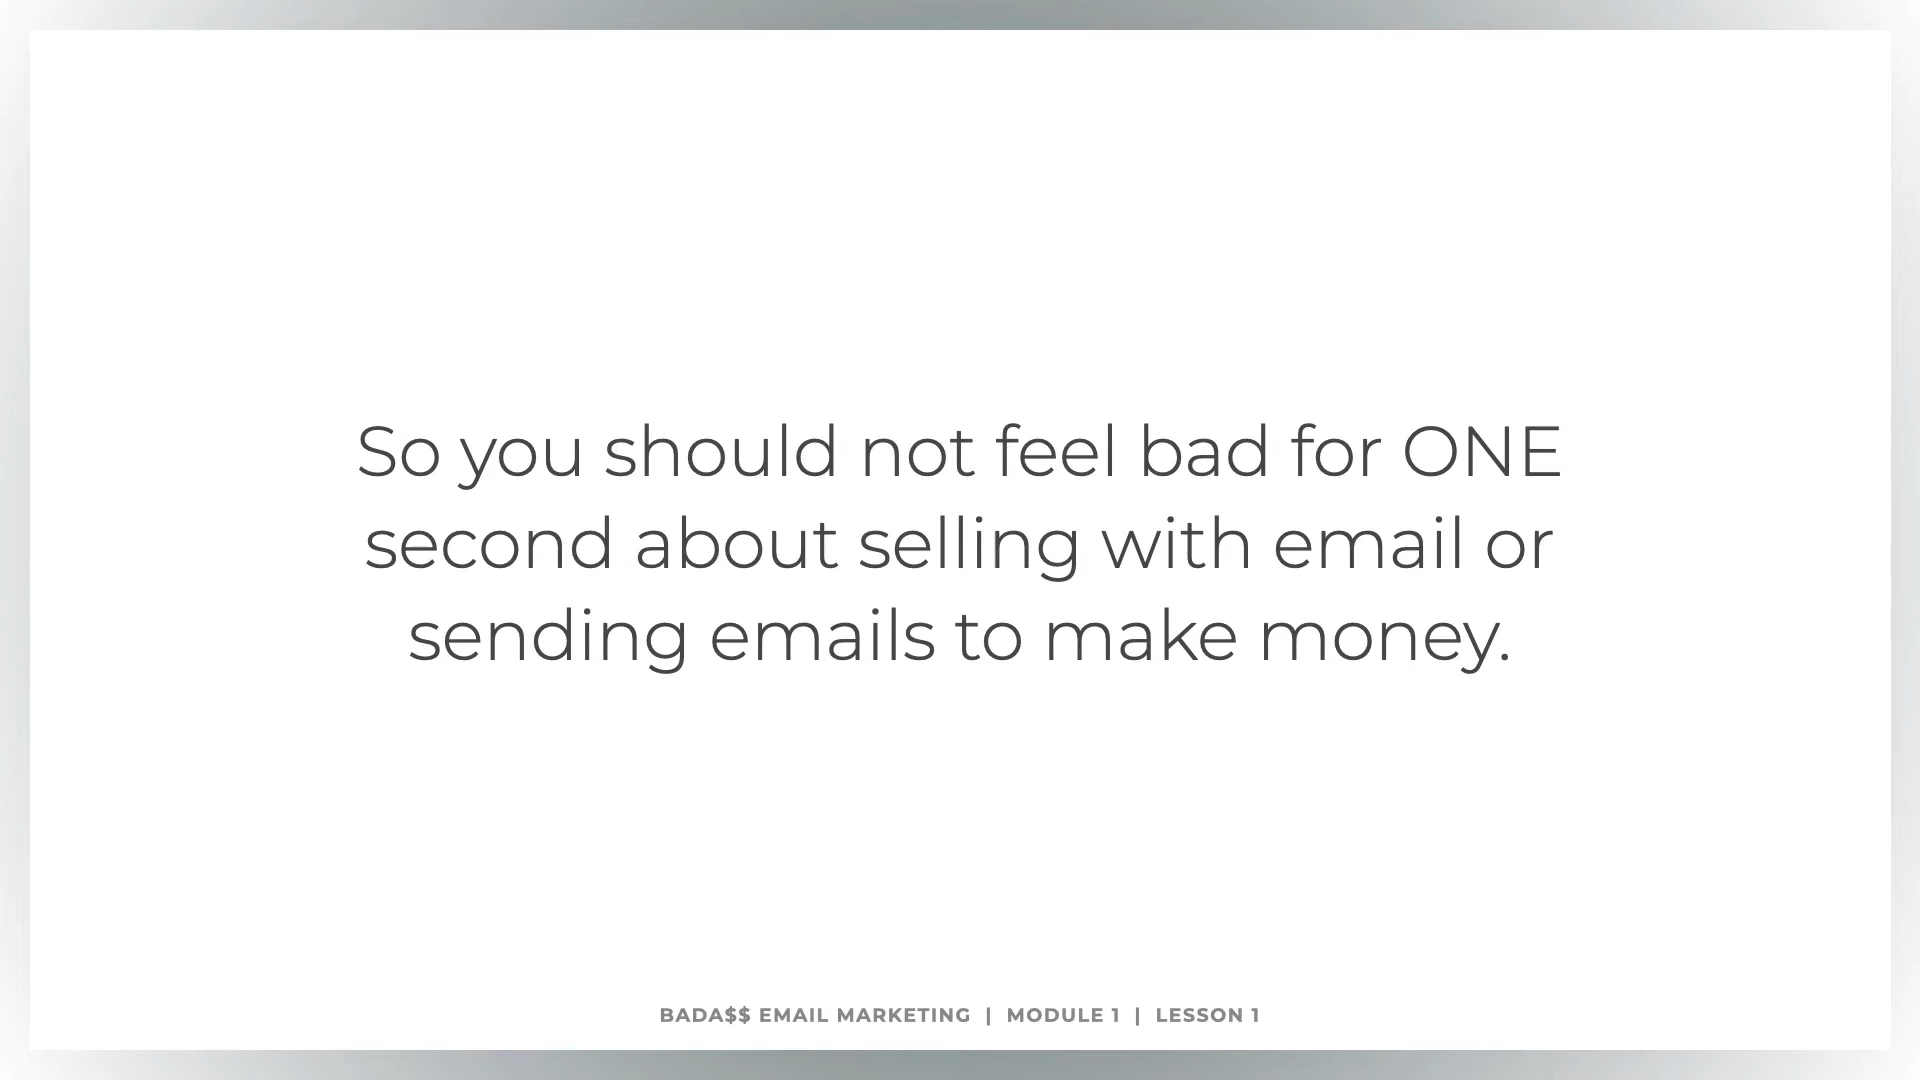 So you should not feel bad for ONE
second about selling with email or
sending emails to make money.
BADA$$ EMAIL MARKETING | MODULE 1 | LESSON 1